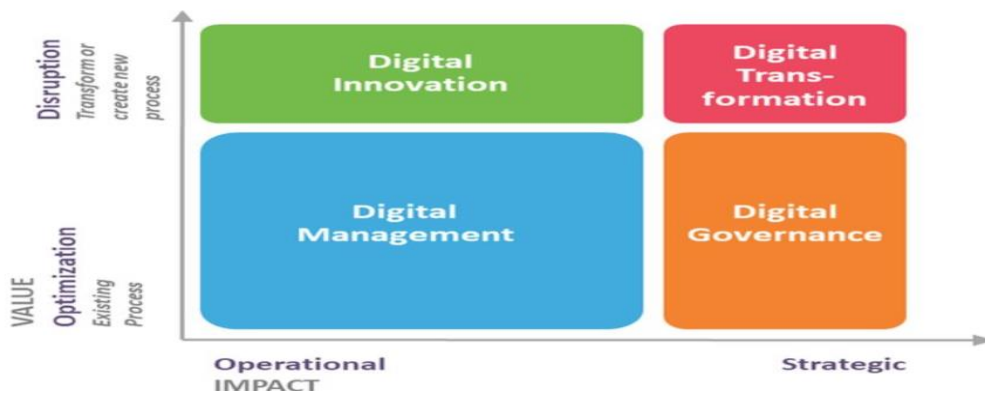 Disruption
Transform or
create new
process
Digital
Innovation
Digital
Trans-
formation
VALUE
Optimization
Existing
Process
Digital
Management
Digital
Governance
Operational
Strategic
IMPACT